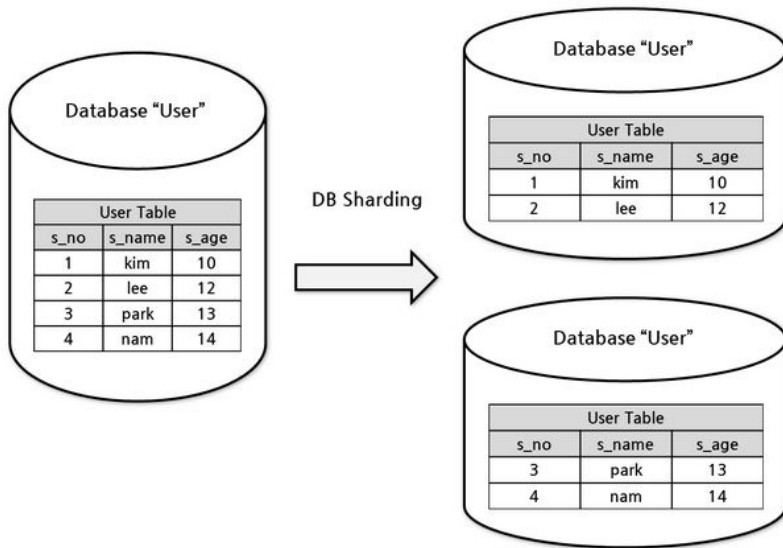 Database “User”
User Table
s_no s_name s_age
1 kim 10
2 lee 12
3 park 13
4 nam 14
DB Sharding
Database “User”
User Table
s_no s_name s_age
1 kim 10
2 lee 12
Database “User”
User Table
s_no s_name s_age
3 park 13
4 nam 14